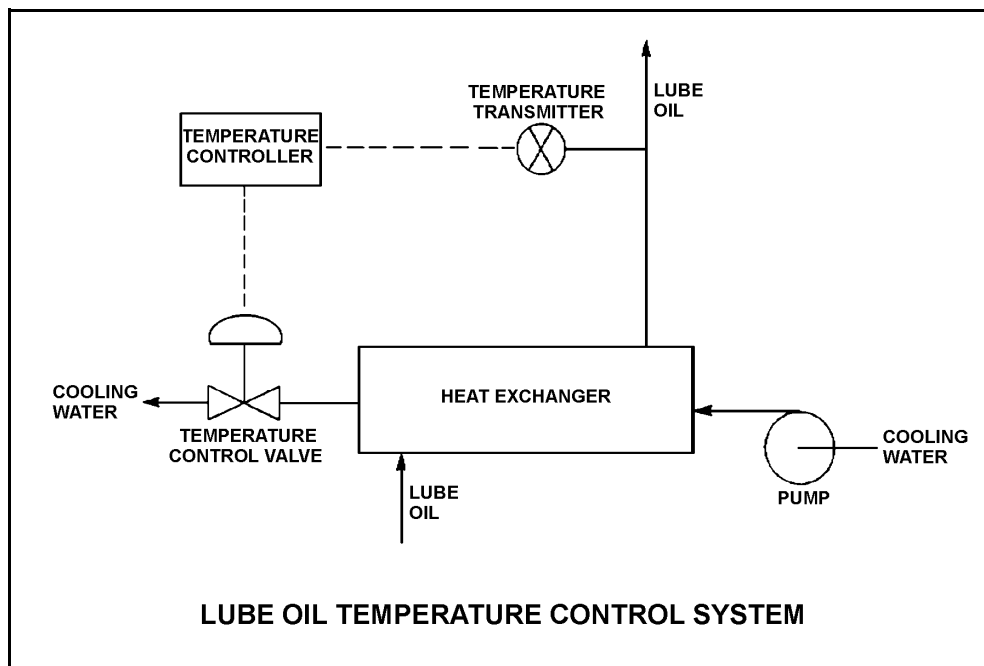 TEMPERATURE
TRANSMITTER
LUBE
OIL
TEMPERATURE
CONTROLLER
COOLING
WATER
TEMPERATURE
CONTROL VALVE
HEAT EXCHANGER
COOLING
WATER
PUMP
LUBE
OIL
LUBE OIL TEMPERATURE CONTROL SYSTEM